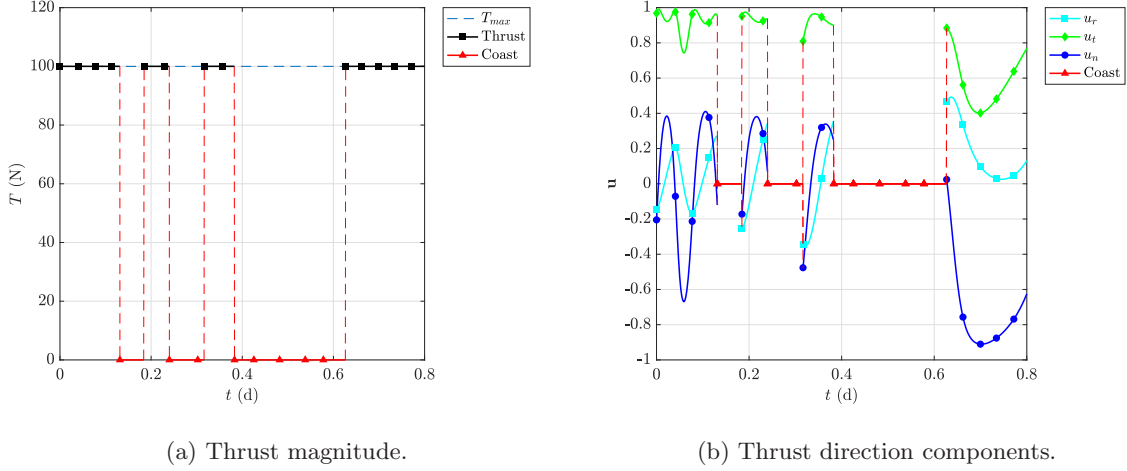 120
100
80
60
40
20
0
T (N)
0
0.2
0.4
0.6
0.8
t (d)
T_max
Thrust
Coast
(a) Thrust magnitude.
1
0.8
0.6
0.4
0.2
0
-0.2
-0.4
-0.6
-0.8
-1
u
0
0.2
0.4
0.6
0.8
t (d)
u_r
u_t
u_n
Coast
(b) Thrust direction components.